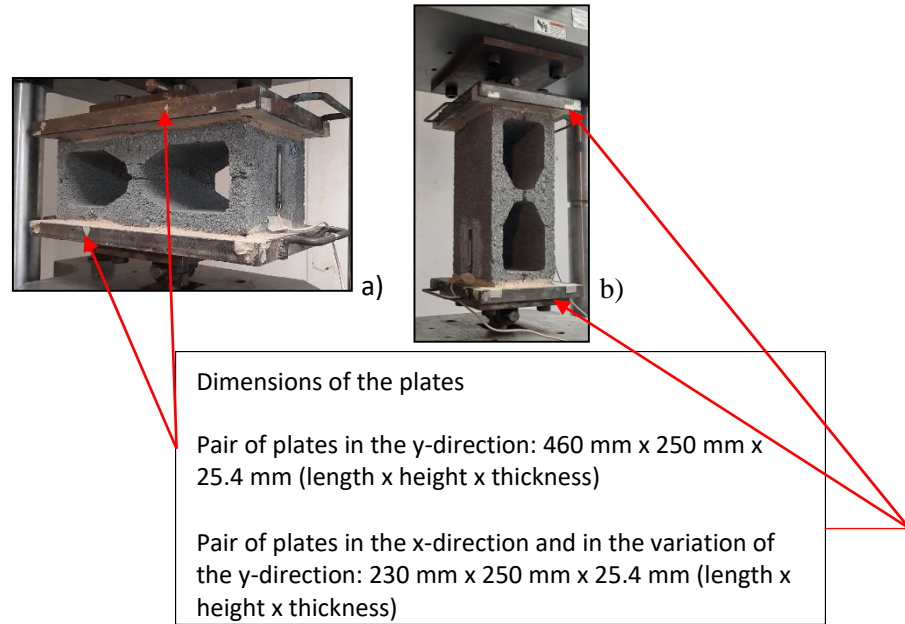 a)
b)
Dimensions of the plates
Pair of plates in the y-direction: 460 mm x 250 mm x
25.4 mm (length x height x thickness)
Pair of plates in the x-direction and in the variation of
the y-direction: 230 mm x 250 mm x 25.4 mm (length x
height x thickness)